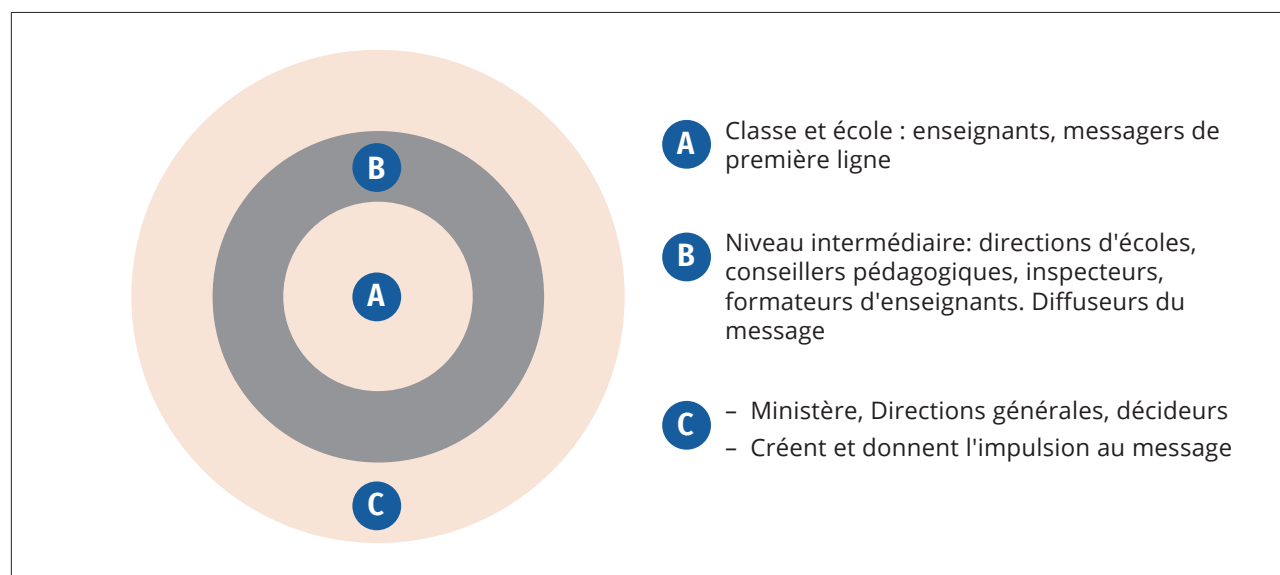 B
A
C
A
Classe et école : enseignants, messagers de
première ligne
B
Niveau intermédiaire: directions d'écoles,
conseillers pédagogiques, inspecteurs,
formateurs d'enseignants. Diffuseurs du
message
C
– Ministère, Directions générales, décideurs
– Créent et donnent l'impulsion au message